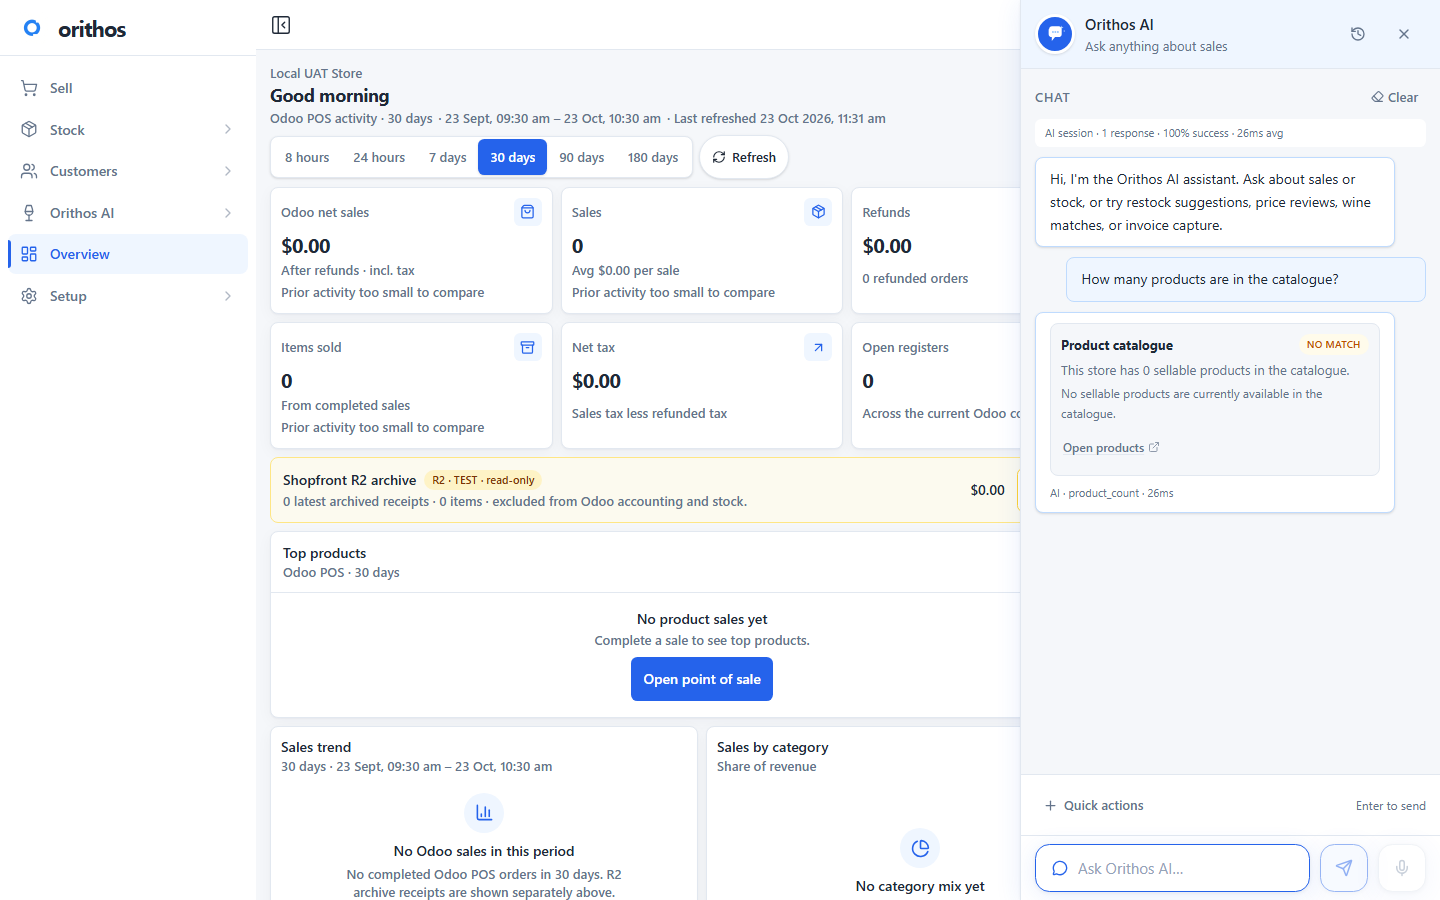 orithos
Sell
Stock
Customers
Orithos AI
Overview
Setup
Local UAT Store
Good morning
Odoo POS activity · 30 days · 23 Sept, 09:30 am – 23 Oct, 10:30 am · Last refreshed 23 Oct 2026, 11:31 am
8 hours
24 hours
7 days
30 days
90 days
180 days
Refresh
Odoo net sales
$0.00
After refunds · incl. tax
Prior activity too small to compare
Sales
0
Avg $0.00 per sale
Prior activity too small to compare
Refunds
$0.00
0 refunded orders
Items sold
0
From completed sales
Prior activity too small to compare
Net tax
$0.00
Sales tax less refunded tax
Open registers
0
Across the current Odoo
Shopfront R2 archive
R2 · TEST · read-only
0 latest archived receipts · 0 items · excluded from Odoo accounting and stock.
$0.00
Top products
Odoo POS · 30 days
No product sales yet
Complete a sale to see top products.
Open point of sale
Sales trend
30 days · 23 Sept, 09:30 am – 23 Oct, 10:30 am
No Odoo sales in this period
No completed Odoo POS orders in 30 days. R2
archive receipts are shown separately above.
Sales by category
Share of revenue
No category mix yet
Orithos AI
Ask anything about sales
CHAT
Clear
AI session · 1 response · 100% success · 26ms avg
Hi, I'm the Orithos AI assistant. Ask about sales or
stock, or try restock suggestions, price reviews, wine
matches, or invoice capture.
How many products are in the catalogue?
Product catalogue
NO MATCH
This store has 0 sellable products in the catalogue.
No sellable products are currently available in the
catalogue.
Open products
AI · product_count · 26ms
Quick actions
Enter to send
Ask Orithos AI...